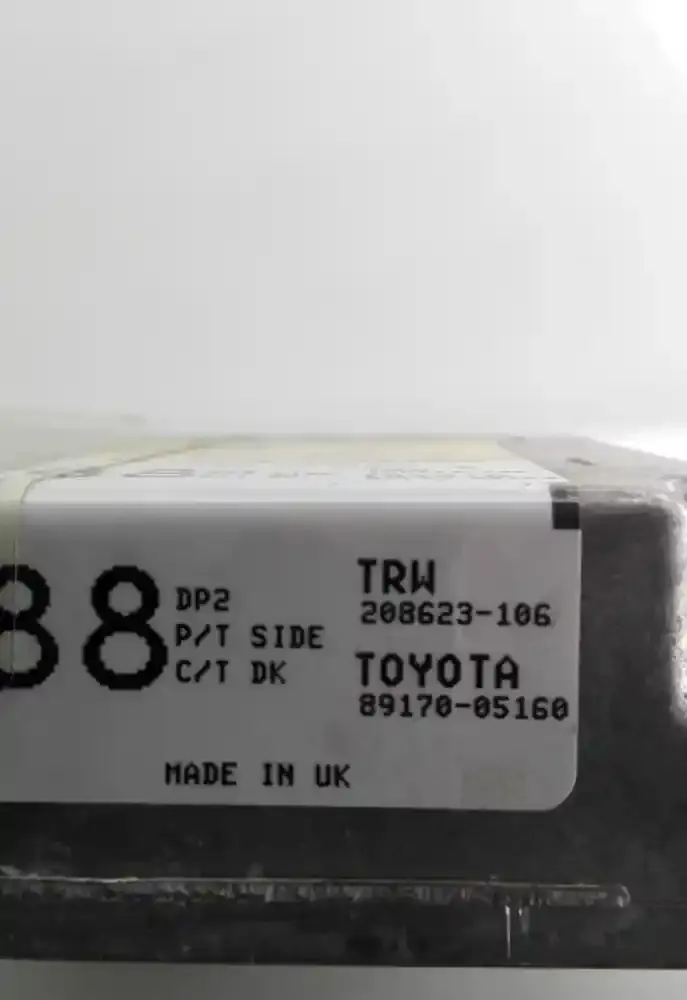 88
DP2
P/T SIDE
C/T DK
TRW
208623-106
TOYOTA
89170-05160
MADE IN UK